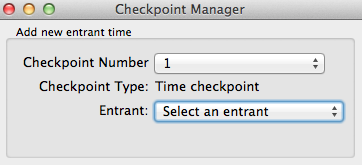 Checkpoint Manager
Add new entrant time
Checkpoint Number 1
Checkpoint Type: Time checkpoint
Entrant: Select an entrant